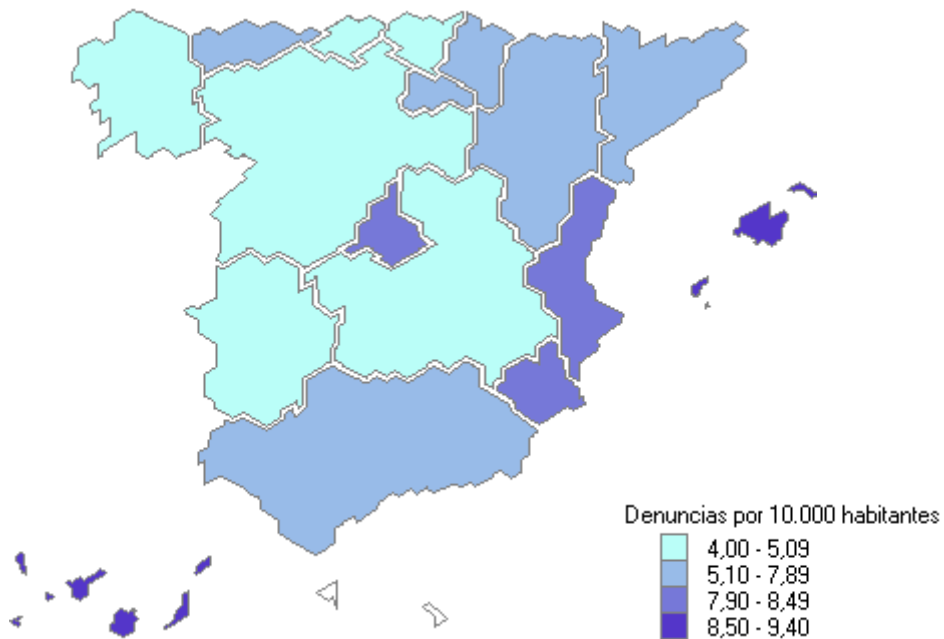 Denuncias por 10.000 habitantes
4,00 - 5,09
5,10 - 7,89
7,90 - 8,49
8,50 - 9,40